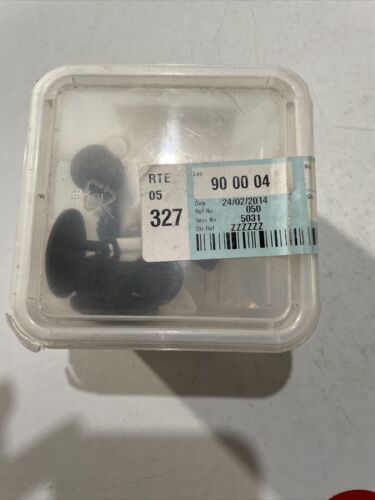 RTE
05
327
Loc
90 00 04
Date 24/02/2014
Ref No 050
Item No 5031
Str.Ref ZZZZZZ